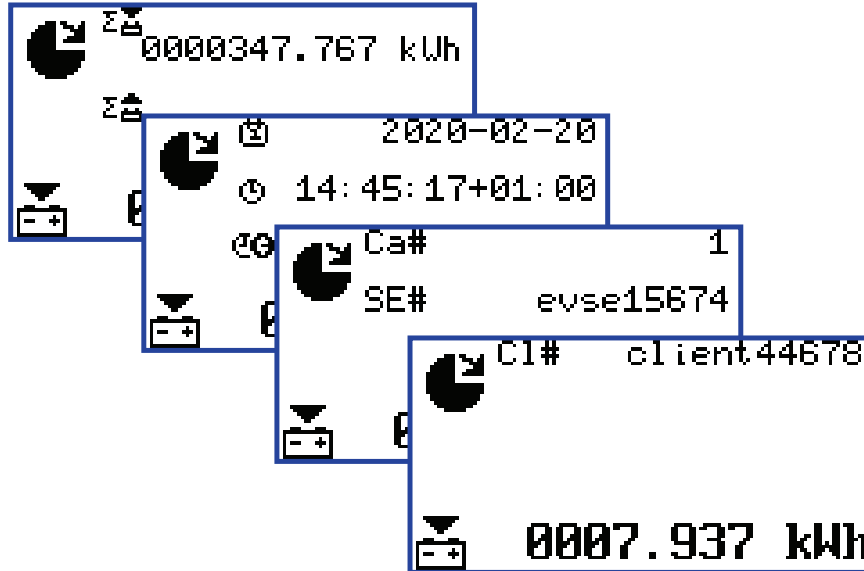 Σ 0000347.767 kWh
Σ
2020-02-20
14:45:17+01:00
Ca# 1
SE# evse15674
Cl# client44678
0007.937 kWh